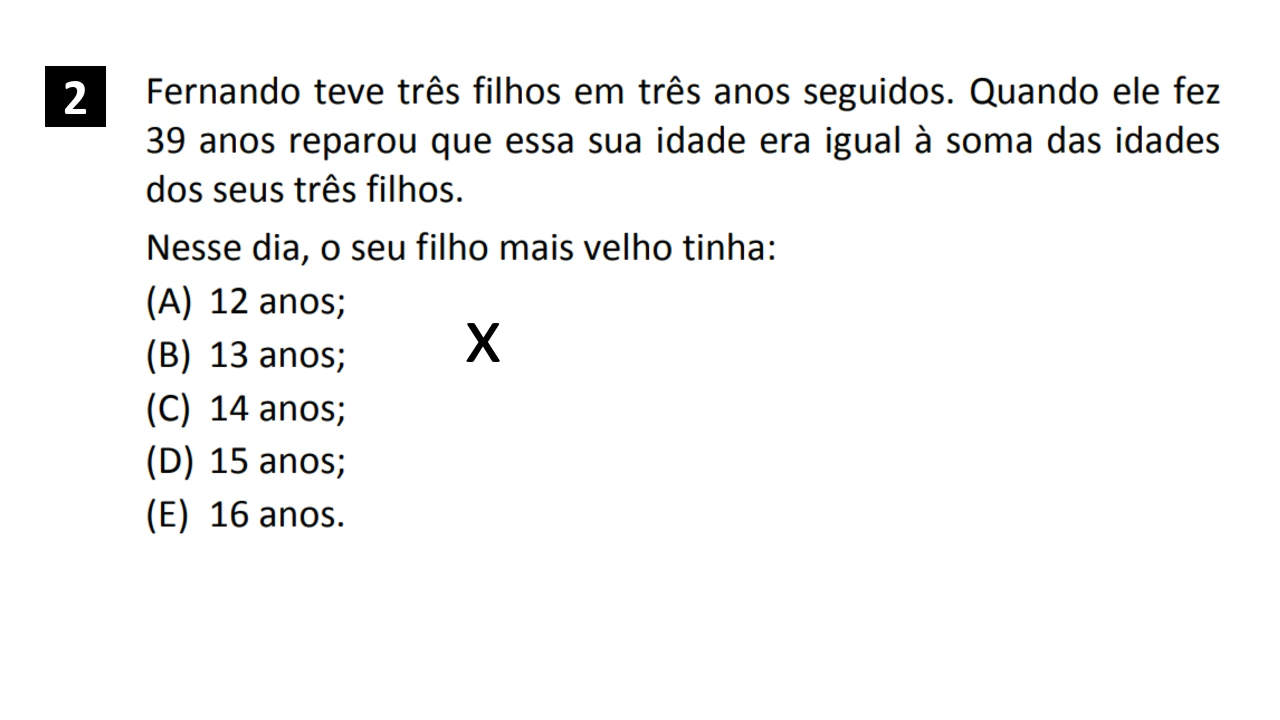 2
Fernando teve três filhos em três anos seguidos. Quando ele fez
39 anos reparou que essa sua idade era igual à soma das idades
dos seus três filhos.
Nesse dia, o seu filho mais velho tinha:
(A) 12 anos;
X
(B) 13 anos;
(C) 14 anos;
(D) 15 anos;
(E) 16 anos.